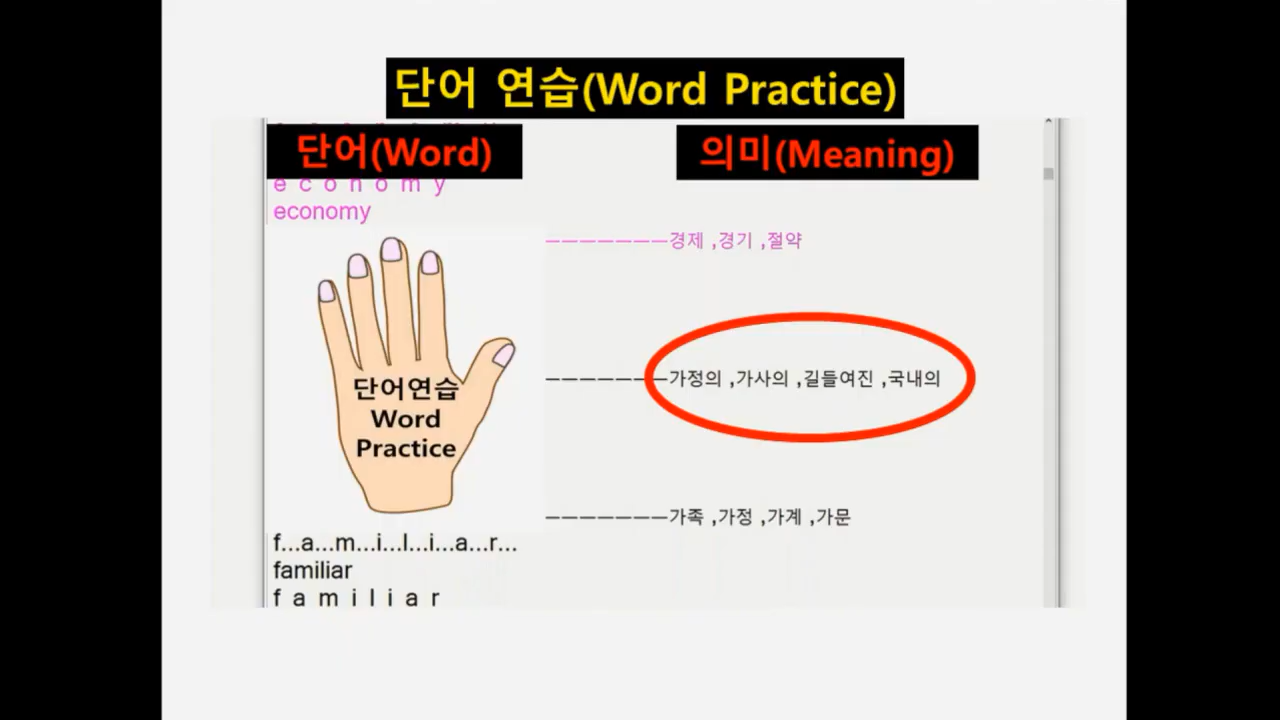 단어 연습(Word Practice)
단어(Word)
의미(Meaning)
e c o n o m y
economy
-------경제 ,경기 ,절약
-------가정의 ,가사의 ,길들여진 ,국내의
단어연습
Word
Practice
-------가족 ,가정 ,가계 ,가문
f...a...m...i...l...i...a...r...
familiar
f a m i l i a r